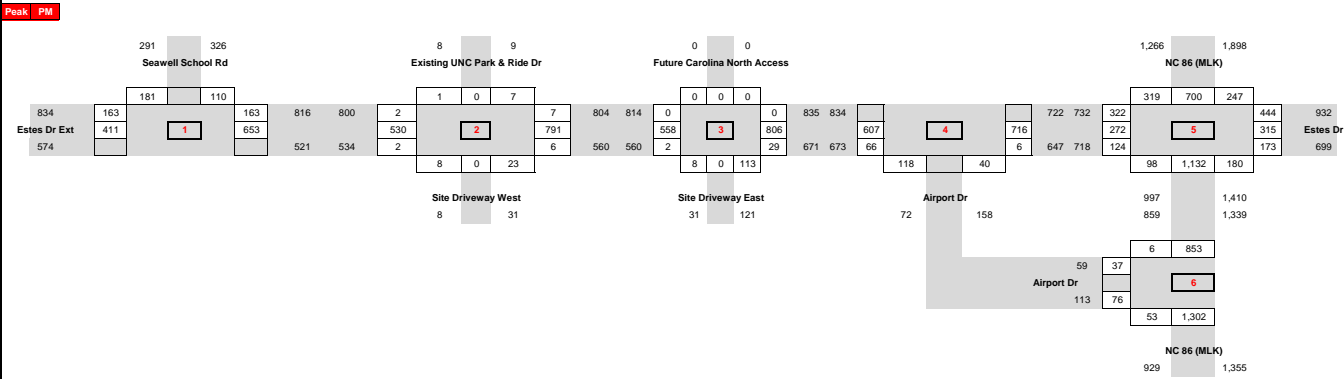 Peak PM
291 326 8 9 0 0 1,266 1,898
Seawell School Rd Existing UNC Park & Ride Dr Future Carolina North Access NC 86 (MLK)
181 110 1 0 7 0 0 0 319 700 247
834 163 163 816 800 2 7 804 814 0 0 835 834 722 732 322 444 932
Estes Dr Ext 411 1 653 530 2 791 558 3 806 607 4 716 272 5 315 Estes Dr
574 521 534 2 6 560 560 2 29 671 673 66 6 647 718 124 173 699
8 0 23 8 0 113 118 40 98 1,132 180
Site Driveway West Site Driveway East Airport Dr 997 1,410
8 31 31 121 72 158 859 1,339
6 853
59 37
Airport Dr 6
113 76
53 1,302
NC 86 (MLK)
929 1,355